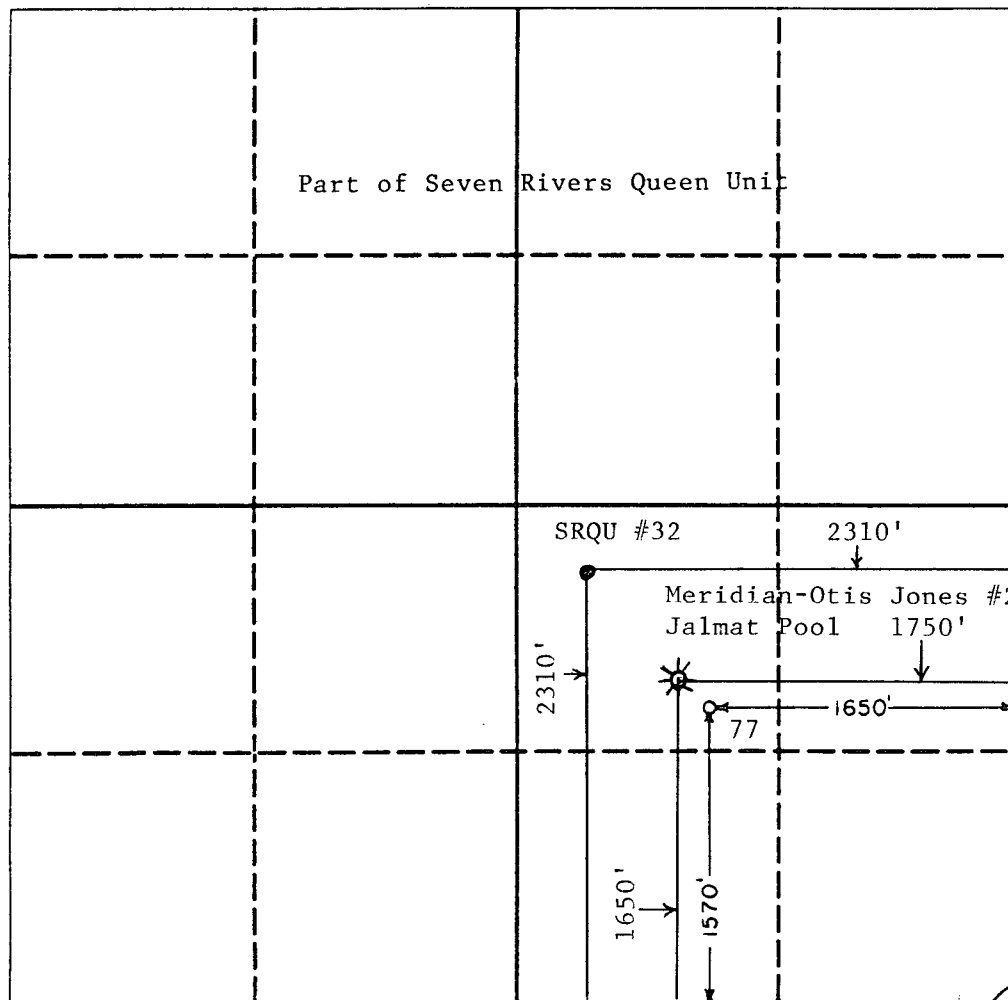 Part of Seven Rivers Queen Unit
SRQU #32
2310'
Meridian-Otis Jones #2
Jalmat Pool 1750'
2310'
1650'
77
1650'
1570'